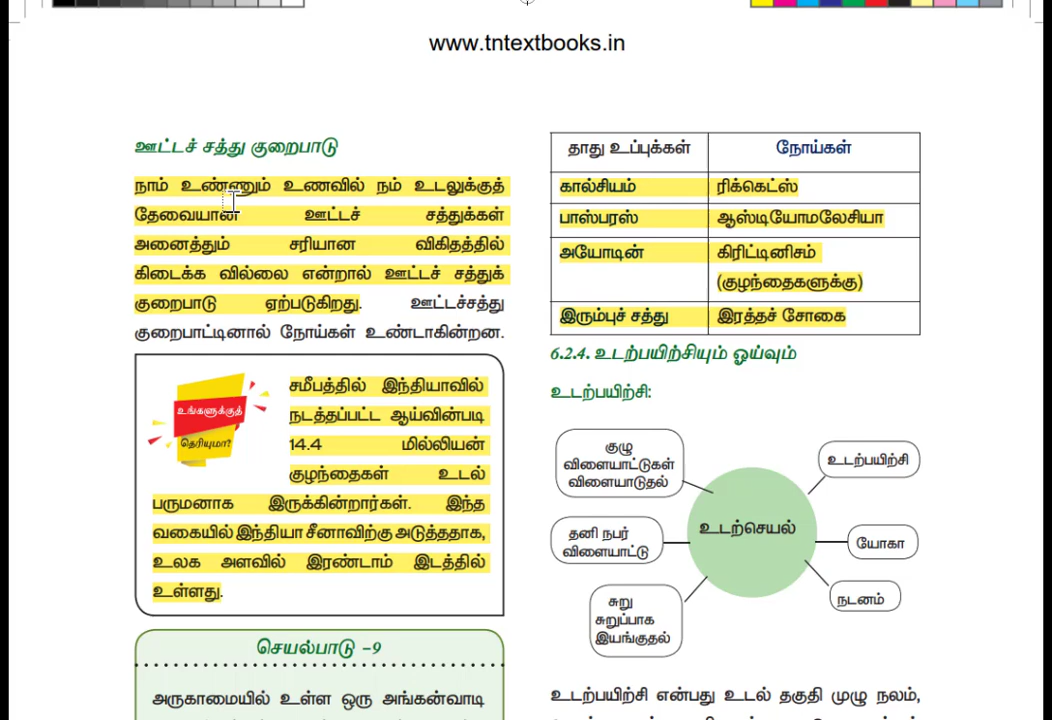 www.tntextbooks.in
ஊட்டச் சத்து குறைபாடு
நாம் உண்ணும் உணவில் நம் உடலுக்குத்
தேவையான ஊட்டச் சத்துக்கள்
அனைத்தும் சரியான விகிதத்தில்
கிடைக்க வில்லை என்றால் ஊட்டச் சத்துக்
குறைபாடு ஏற்படுகிறது. ஊட்டச்சத்து
குறைபாட்டினால் நோய்கள் உண்டாகின்றன.
உங்களுக்குத்
தெரியுமா?
சமீபத்தில் இந்தியாவில்
நடத்தப்பட்ட ஆய்வின்படி
14.4 மில்லியன்
குழந்தைகள் உடல்
பருமனாக இருக்கின்றார்கள். இந்த
வகையில் இந்தியா சீனாவிற்கு அடுத்ததாக,
உலக அளவில் இரண்டாம் இடத்தில்
உள்ளது.
செயல்பாடு -9
அருகாமையில் உள்ள ஒரு அங்கன்வாடி
தாது உப்புக்கள் நோய்கள்
கால்சியம் ரிக்கெட்ஸ்
பாஸ்பரஸ் ஆஸ்டியோமலேசியா
அயோடின் கிரிட்டினிசம்
(குழந்தைகளுக்கு)
இரும்புச் சத்து இரத்தச் சோகை
6.2.4. உடற்பயிற்சியும் ஓய்வும்
உடற்பயிற்சி:
குழு
விளையாட்டுகள்
விளையாடுதல்
உடற்பயிற்சி
தனி நபர்
விளையாட்டு
உடற்செயல்
யோகா
சுறு
சுறுப்பாக
இயங்குதல்
நடனம்
உடற்பயிற்சி என்பது உடல் தகுதி முழு நலம்,